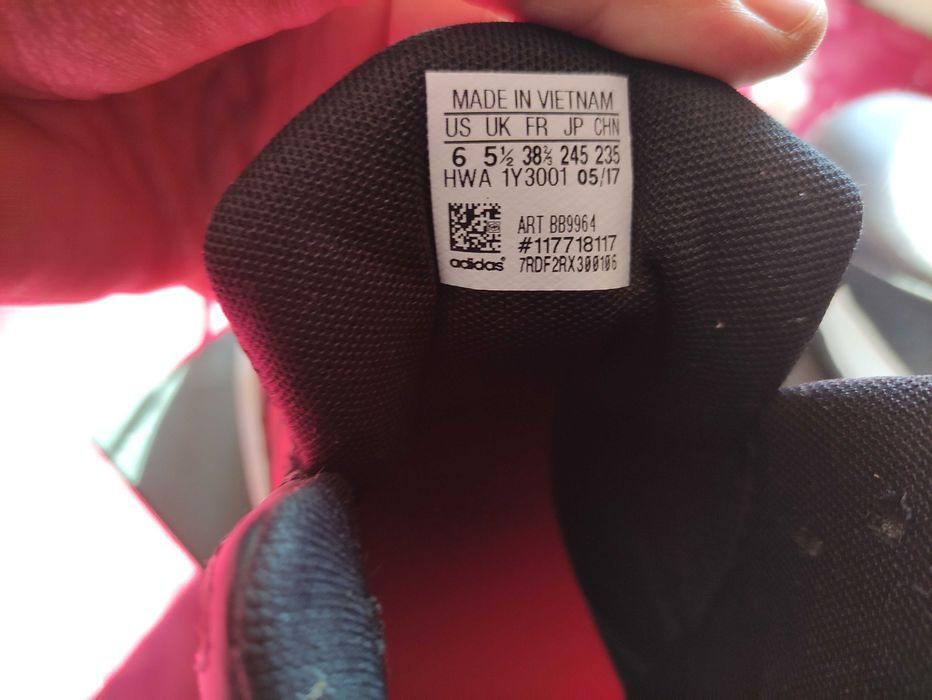 MADE IN VIETNAM
US UK FR JP CHN
6 5½ 38⅔ 245 235
HWA 1Y3001 05/17
ART BB9964
#117718117
adidas 7RDF2RX300106